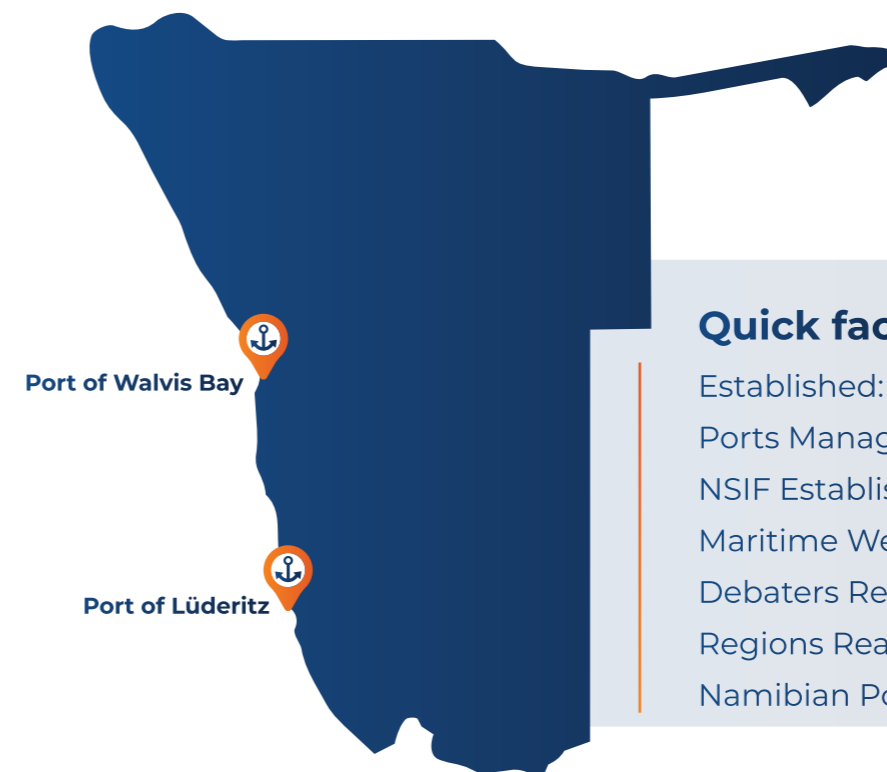 Port of Walvis Bay
Port of Lüderitz
Quick fac
Established:
Ports Manag
NSIF Establis
Maritime We
Debaters Re
Regions Rea
Namibian Po